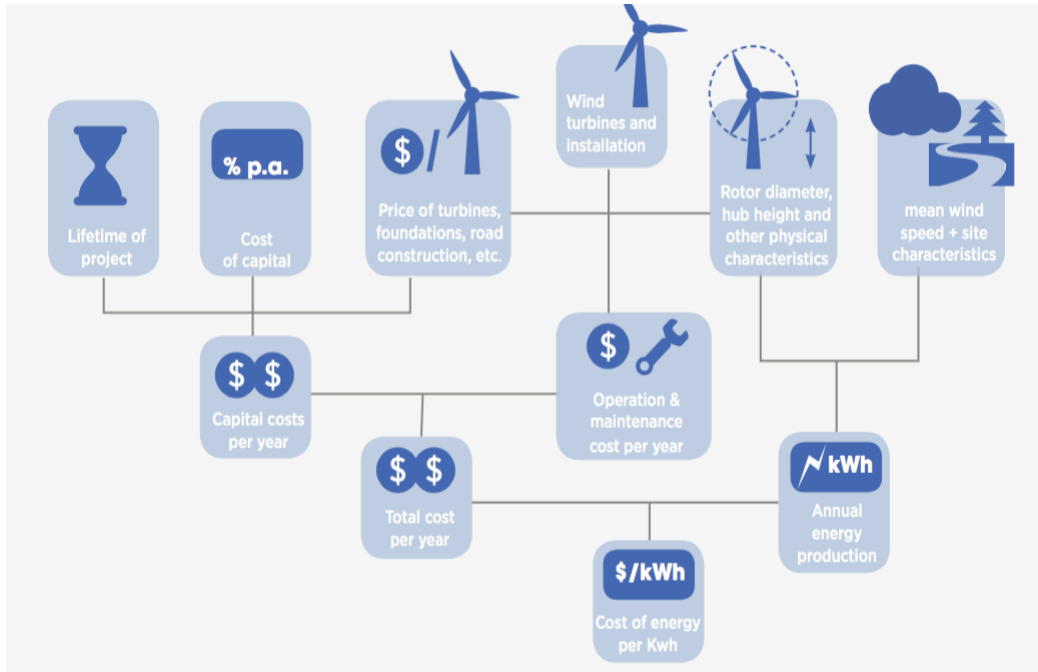 Wind
turbines and
installation
Lifetime of
project
% p.a.
Cost
of capital
$/
Price of turbines,
foundations, road
construction, etc.
Rotor diameter,
hub height and
other physical
characteristics
mean wind
speed + site
characteristics
$ $
Capital costs
per year
$
Operation &
maintenance
cost per year
$ $
Total cost
per year
kWh
Annual
energy
production
$/kWh
Cost of energy
per Kwh